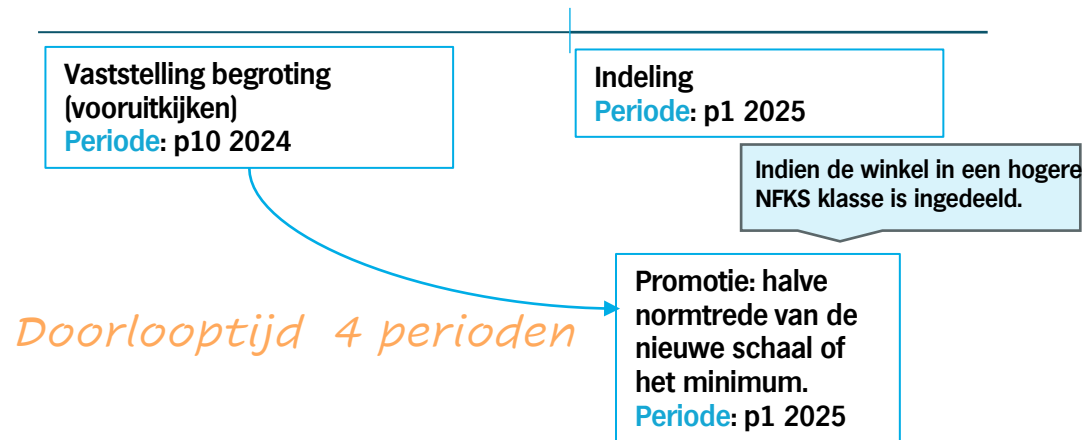 Vaststelling begroting
(vooruitkijken)
Periode: p10 2024
Indeling
Periode: p1 2025
Indien de winkel in een hogere
NFKS klasse is ingedeeld.
Promotie: halve
normtrede van de
nieuwe schaal of
het minimum.
Periode: p1 2025
Doorlooptijd 4 perioden